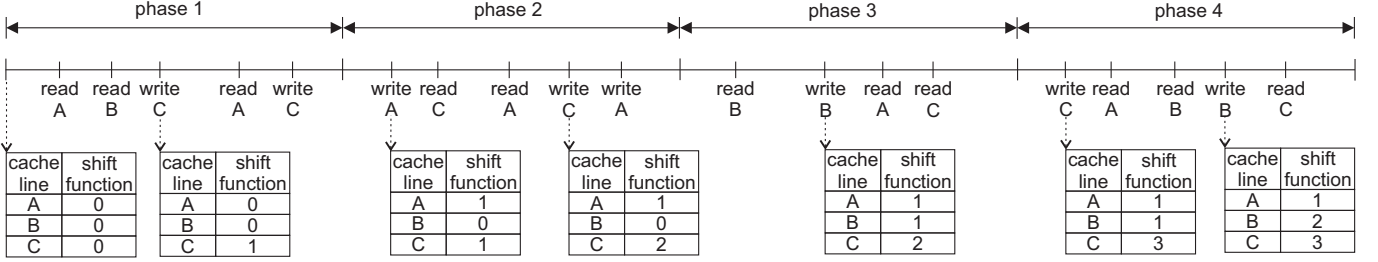 phase 1 phase 2 phase 3 phase 4
read read write read write write read read write write read write read read write read read write read
A B C A C A C A C A B B A C C A B B C
cache shift cache shift cache shift cache shift cache shift cache shift cache shift
line function line function line function line function line function line function line function
A 0 A 0 A 1 A 1 A 1 A 1 A 1
B 0 B 0 B 0 B 0 B 1 B 1 B 2
C 0 C 1 C 1 C 2 C 2 C 3 C 3